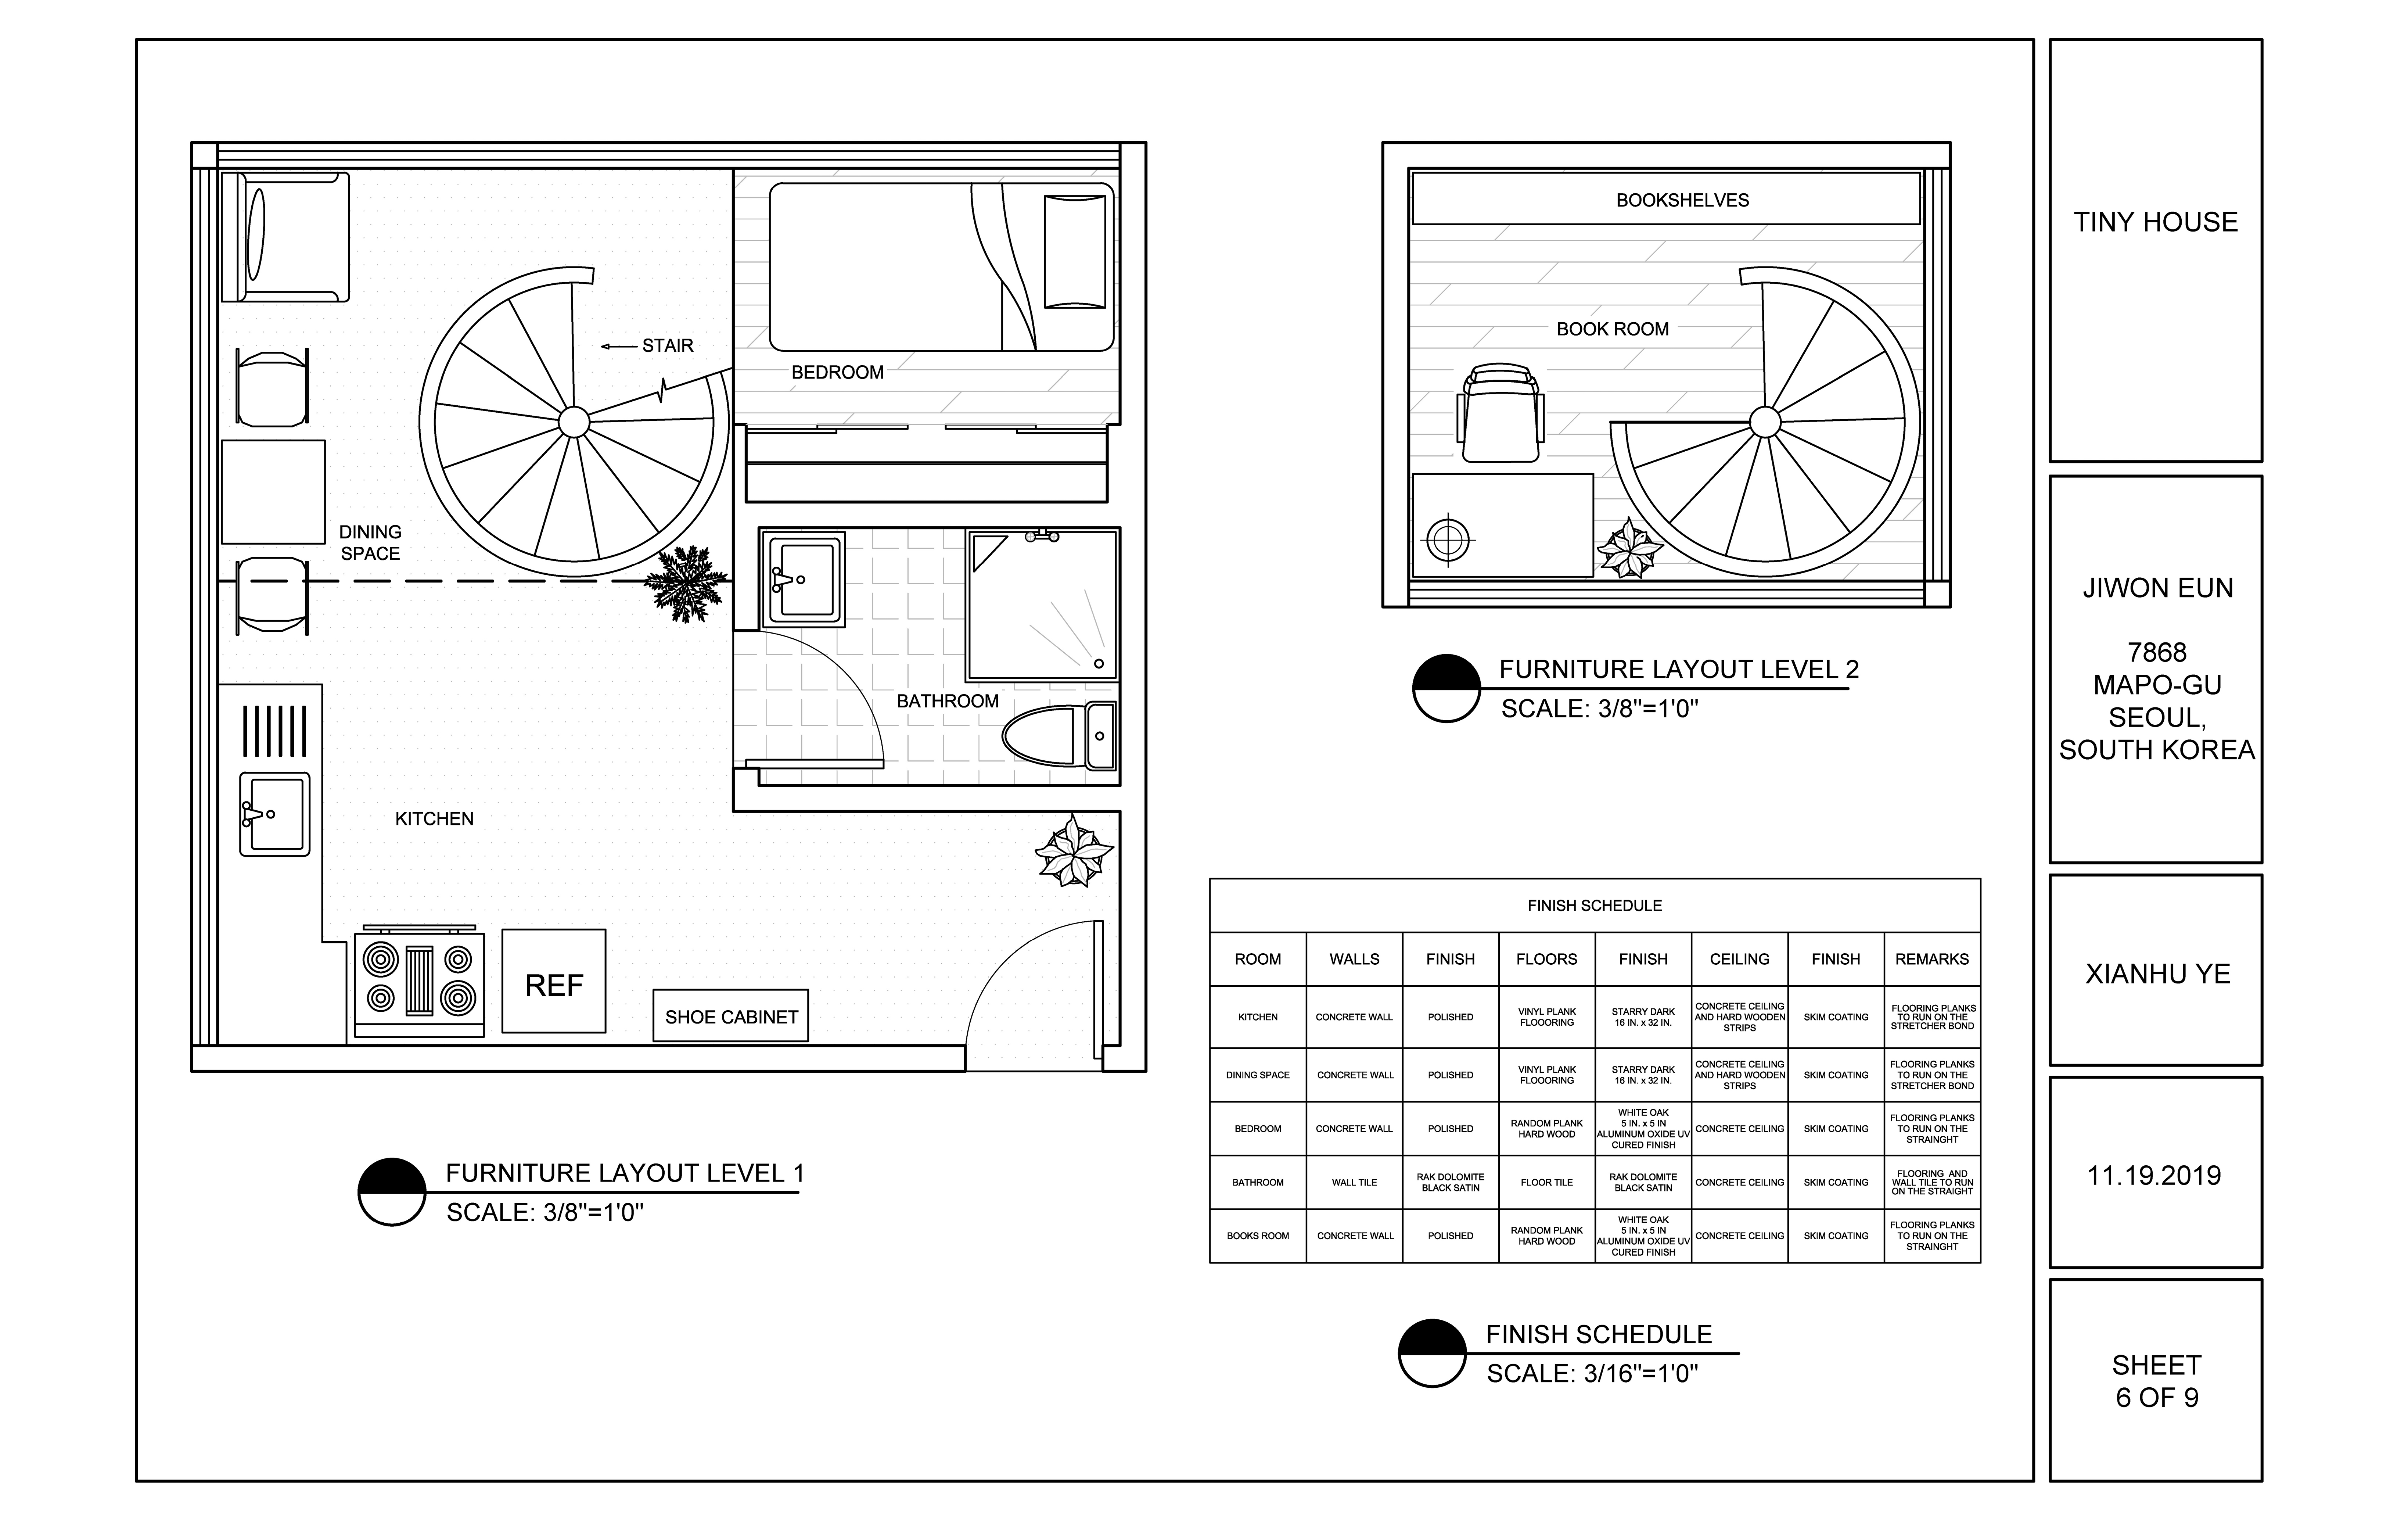 STAIR
BEDROOM
DINING
SPACE
BATHROOM
KITCHEN
REF
SHOE CABINET
FURNITURE LAYOUT LEVEL 1
SCALE: 3/8"=1'0"
BOOKSHELVES
BOOK ROOM
FURNITURE LAYOUT LEVEL 2
SCALE: 3/8"=1'0"
FINISH SCHEDULE
ROOM WALLS FINISH FLOORS FINISH CEILING FINISH REMARKS
KITCHEN
CONCRETE WALL
POLISHED
VINYL PLANK
FLOOORING
STARRY DARK
16 IN. x 32 IN.
CONCRETE CEILING
AND HARD WOODEN
STRIPS
SKIM COATING
FLOORING PLANKS
TO RUN ON THE
STRETCHER BOND
DINING SPACE
CONCRETE WALL
POLISHED
VINYL PLANK
FLOOORING
STARRY DARK
16 IN. x 32 IN.
CONCRETE CEILING
AND HARD WOODEN
STRIPS
SKIM COATING
FLOORING PLANKS
TO RUN ON THE
STRETCHER BOND
BEDROOM
CONCRETE WALL
POLISHED
RANDOM PLANK
HARD WOOD
WHITE OAK
5 IN. x 5 IN
ALUMINUM OXIDE UV
CURED FINISH
CONCRETE CEILING
SKIM COATING
FLOORING PLANKS
TO RUN ON THE
STRAINGHT
BATHROOM
WALL TILE
RAK DOLOMITE
BLACK SATIN
FLOOR TILE
RAK DOLOMITE
BLACK SATIN
CONCRETE CEILING
SKIM COATING
FLOORING AND
WALL TILE TO RUN
ON THE STRAIGHT
BOOKS ROOM
CONCRETE WALL
POLISHED
RANDOM PLANK
HARD WOOD
WHITE OAK
5 IN. x 5 IN
ALUMINUM OXIDE UV
CURED FINISH
CONCRETE CEILING
SKIM COATING
FLOORING PLANKS
TO RUN ON THE
STRAINGHT
FINISH SCHEDULE
SCALE: 3/16"=1'0"
TINY HOUSE
JIWON EUN
7868
MAPO-GU
SEOUL,
SOUTH KOREA
XIANHU YE
11.19.2019
SHEET
6 OF 9